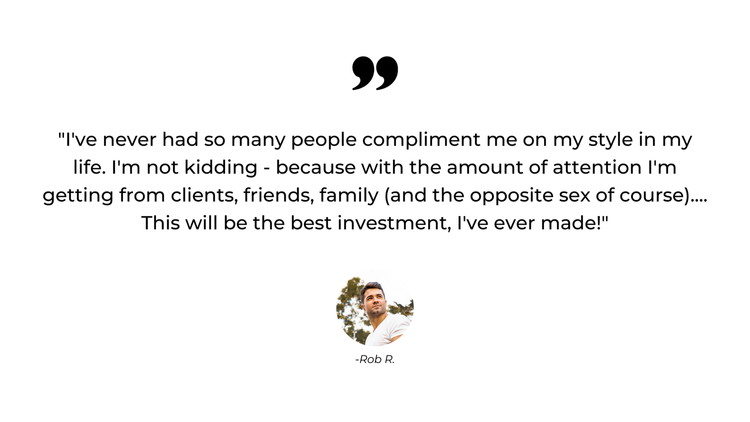 "I've never had so many people compliment me on my style in my
life. I'm not kidding - because with the amount of attention I'm
getting from clients, friends, family (and the opposite sex of course)....
This will be the best investment, I've ever made!"
-Rob R.